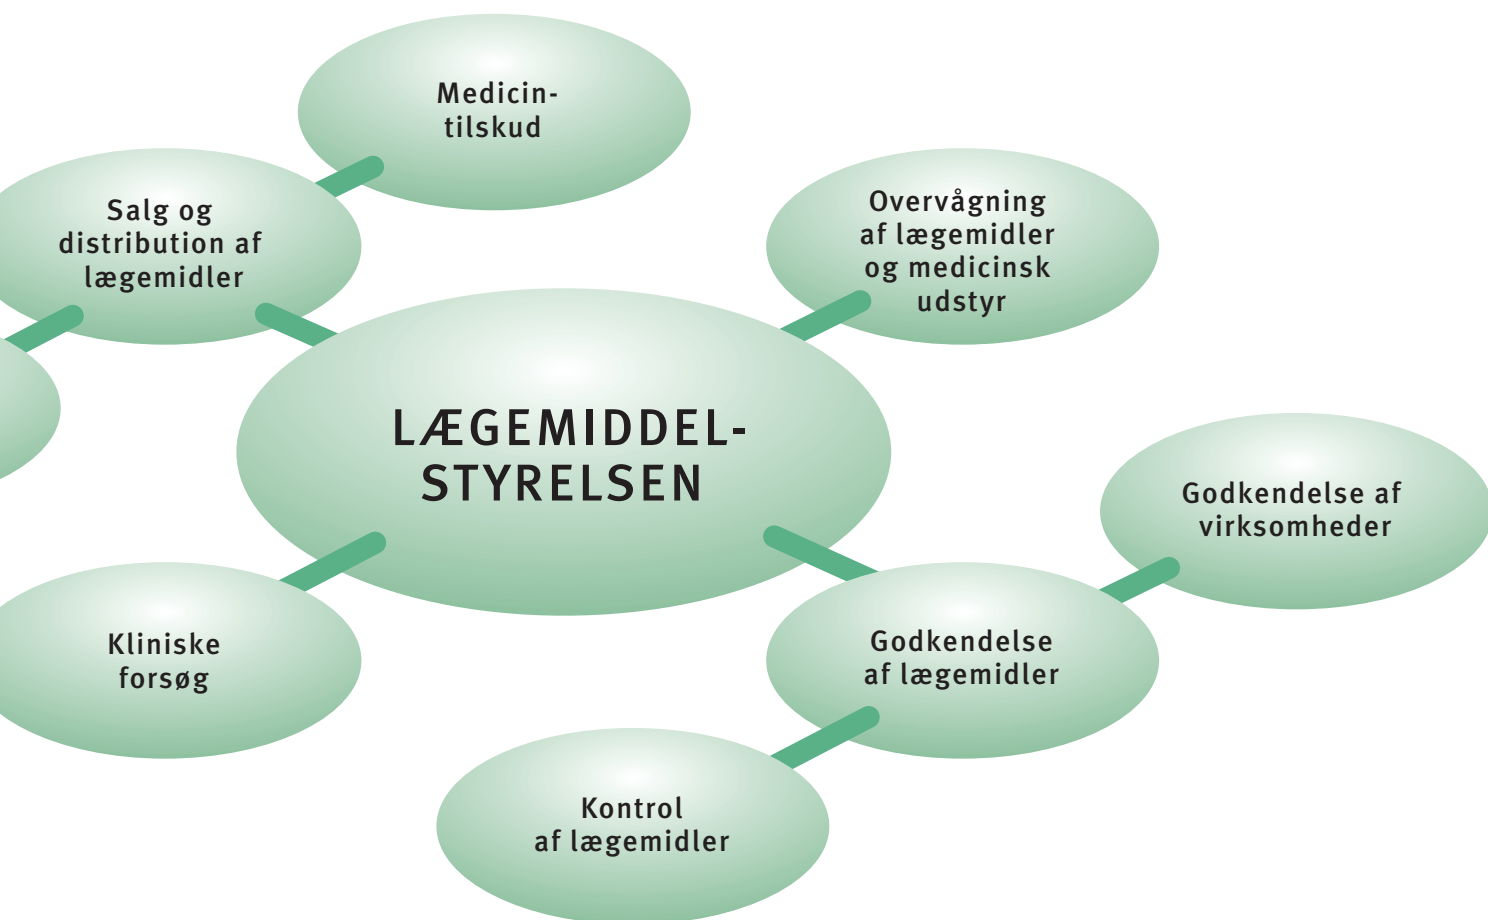 Medicin-
tilskud
Salg og
distribution af
lægemidler
Overvågning
af lægemidler
og medicinsk
udstyr
LÆGEMIDDEL-
STYRELSEN
Godkendelse af
virksomheder
Kliniske
forsøg
Godkendelse
af lægemidler
Kontrol
af lægemidler